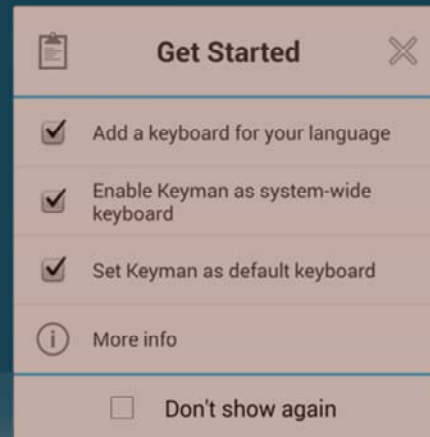 Get Started
Add a keyboard for your language
Enable Keyman as system-wide
keyboard
Set Keyman as default keyboard
More info
Don't show again